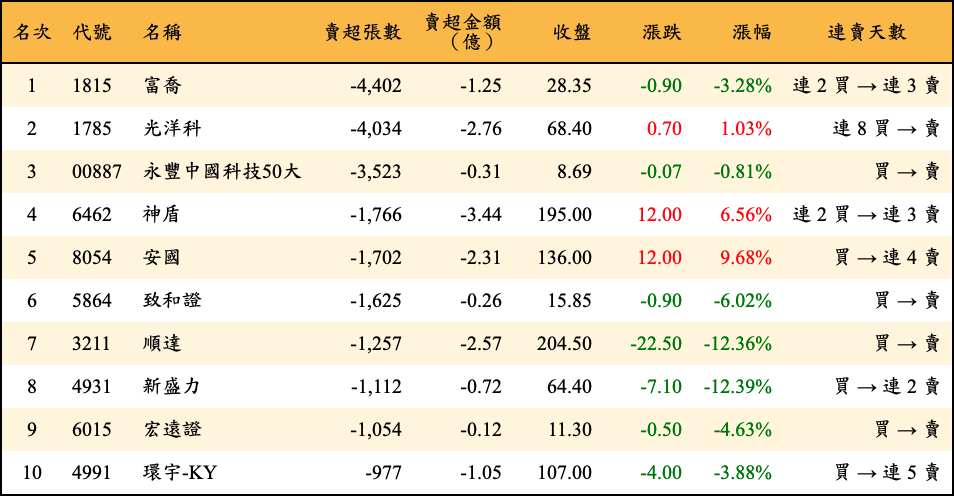 名次 代號 名稱 賣超張數 賣超金額（億） 收盤 漲跌 漲幅 連賣天數
1 1815 富喬 -4,402 -1.25 28.35 -0.90 -3.28% 連 2 買 → 連 3 賣
2 1785 光洋科 -4,034 -2.76 68.40 0.70 1.03% 連 8 買 → 賣
3 00887 永豐中國科技50大 -3,523 -0.31 8.69 -0.07 -0.81% 買 → 賣
4 6462 神盾 -1,766 -3.44 195.00 12.00 6.56% 連 2 買 → 連 3 賣
5 8054 安國 -1,702 -2.31 136.00 12.00 9.68% 買 → 連 4 賣
6 5864 致和證 -1,625 -0.26 15.85 -0.90 -6.02% 買 → 賣
7 3211 順達 -1,257 -2.57 204.50 -22.50 -12.36% 買 → 賣
8 4931 新盛力 -1,112 -0.72 64.40 -7.10 -12.39% 買 → 連 2 賣
9 6015 宏遠證 -1,054 -0.12 11.30 -0.50 -4.63% 買 → 賣
10 4991 環宇-KY -977 -1.05 107.00 -4.00 -3.88% 買 → 連 5 賣